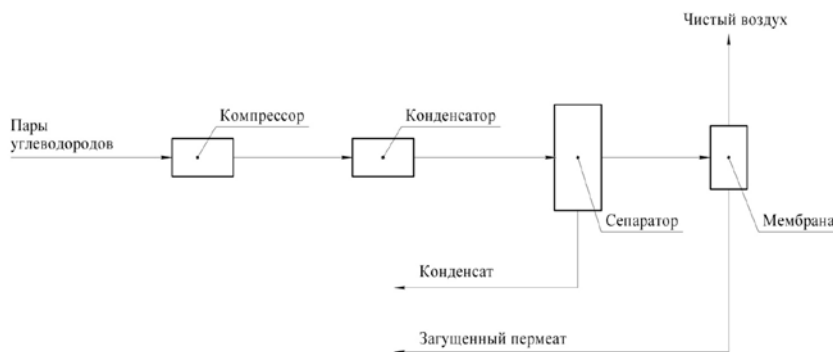 Чистый воздух
Компрессор
Конденсатор
Пары
углеводородов
Сепаратор
Мембрана
Конденсат
Загущенный пермеат